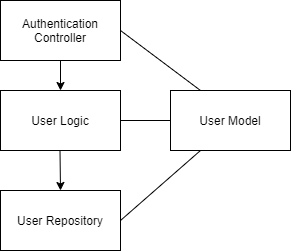 Authentication
Controller
User Logic
User Model
User Repository